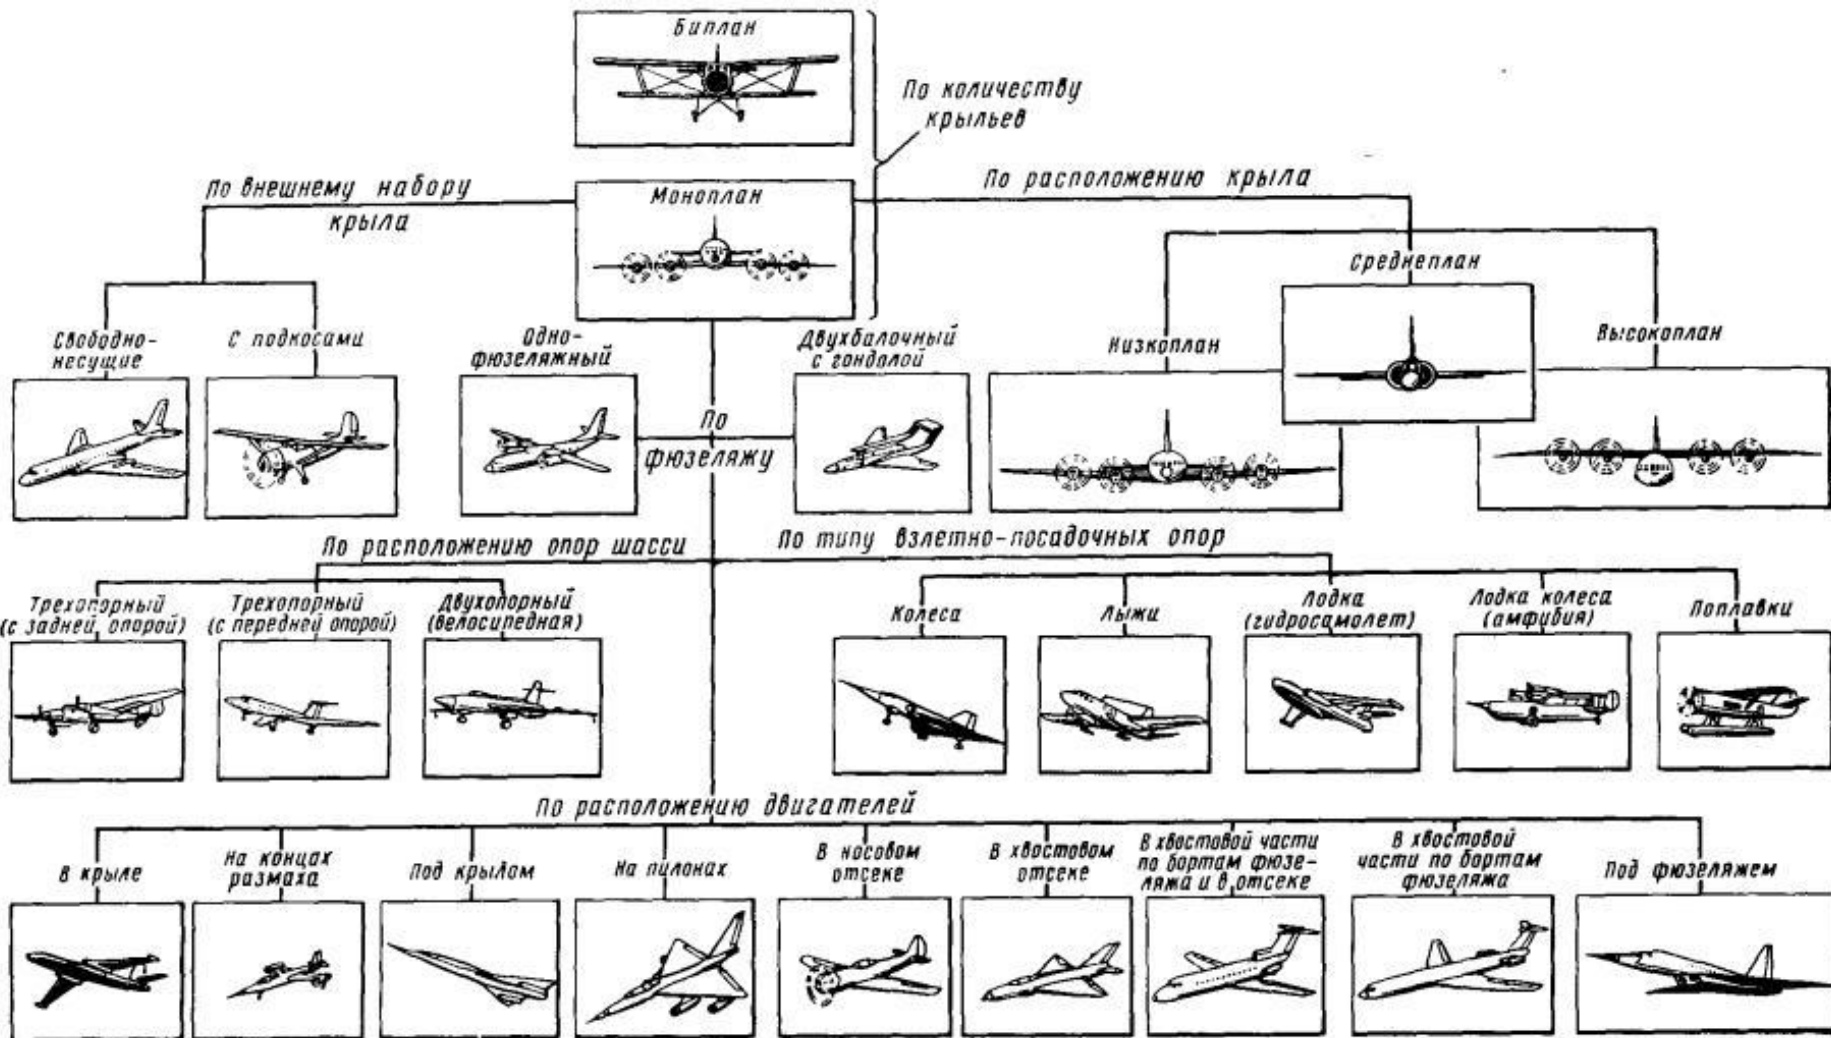 Биплан
По количеству
крыльев
По внешнему набору
крыла
Моноплан
По расположению крыла
Свободно-
несущие
С подкосами
Одно-
фюзеляжный
Двухбалочный
с гондолой
По
фюзеляжу
Низкоплан
Среднеплан
Высокоплан
По расположению опор шасси
По типу взлетно-посадочных опор
Трехопорный
(с задней опорой)
Трехопорный
(с передней опорой)
Двухопорный
(велосипедная)
Колеса
Лыжи
Лодка
(гидросамолет)
Лодка колеса
(амфибия)
Поплавки
По расположению двигателей
В крыле
На концах
размаха
Под крылом
На пилонах
В носовом
отсеке
В хвостовом
отсеке
В хвостовой части
по бортам фюзе-
ляжа и в отсеке
В хвостовой
части по бортам
фюзеляжа
Под фюзеляжем